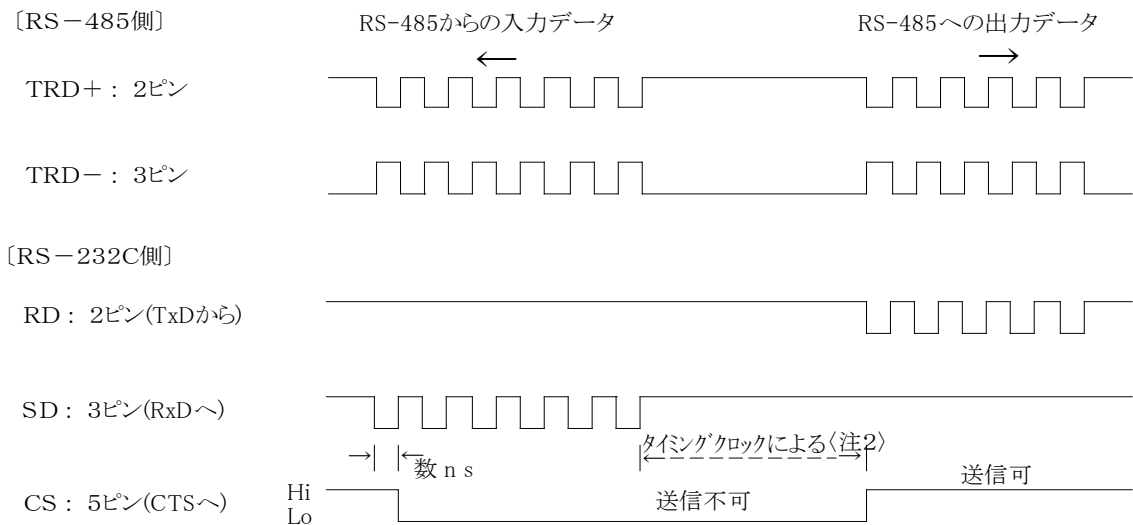 〔RS－485側〕
RS-485からの入力データ
RS-485への出力データ
← →
TRD＋： 2ピン
TRD－： 3ピン
〔RS－232C側〕
RD： 2ピン(TxDから)
SD： 3ピン(RxDへ)
タイミングクロックによる〈注2〉
→ ← 数ｎｓ
CS： 5ピン(CTSへ)
Hi
Lo
送信不可
送信可